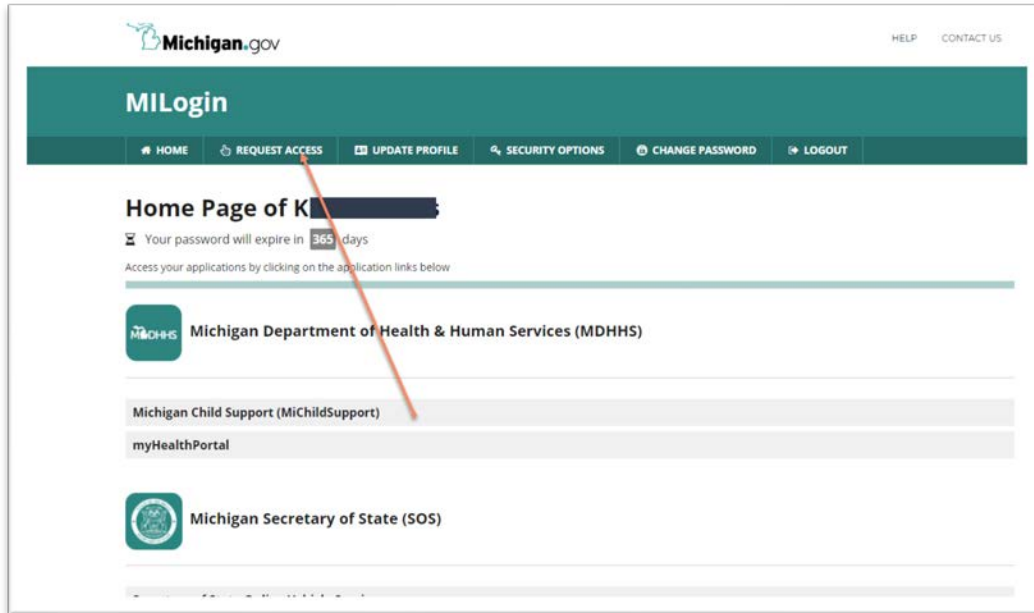 Michigan.gov
HELP CONTACT US
MILogin
HOME REQUEST ACCESS UPDATE PROFILE SECURITY OPTIONS CHANGE PASSWORD LOGOUT
Home Page of K
Your password will expire in 365 days
Access your applications by clicking on the application links below
MDHHS Michigan Department of Health & Human Services (MDHHS)
Michigan Child Support (MiChildSupport)
myHealthPortal
Michigan Secretary of State (SOS)